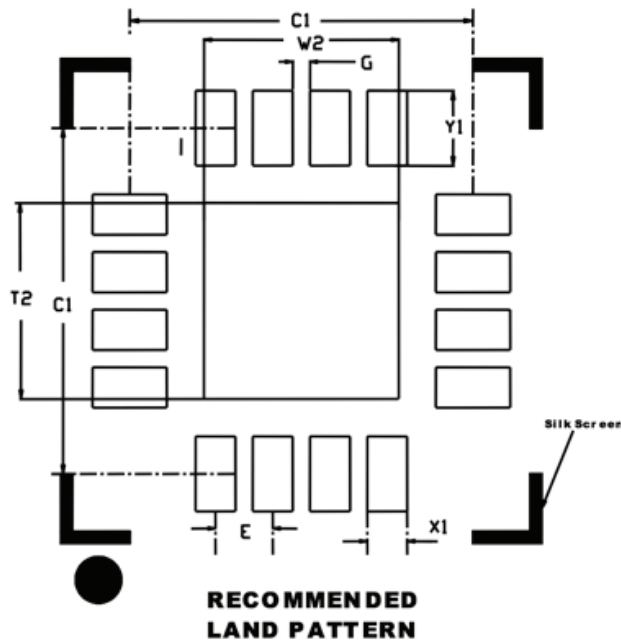 C1
W2
G
Y1
T2
C1
Silk Screen
E
X1
RECOMMENDED
LAND PATTERN